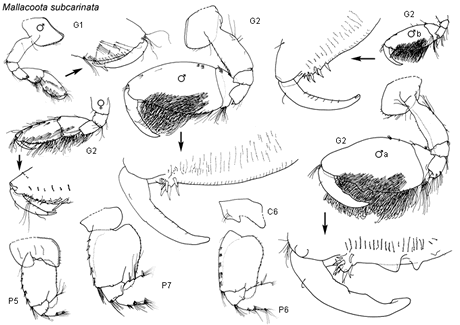 Mallacoota subcarinata
♂ G1
G2
♂
G2
♂b
♀
G2
G2
♂a
C6
P5
P7
P6